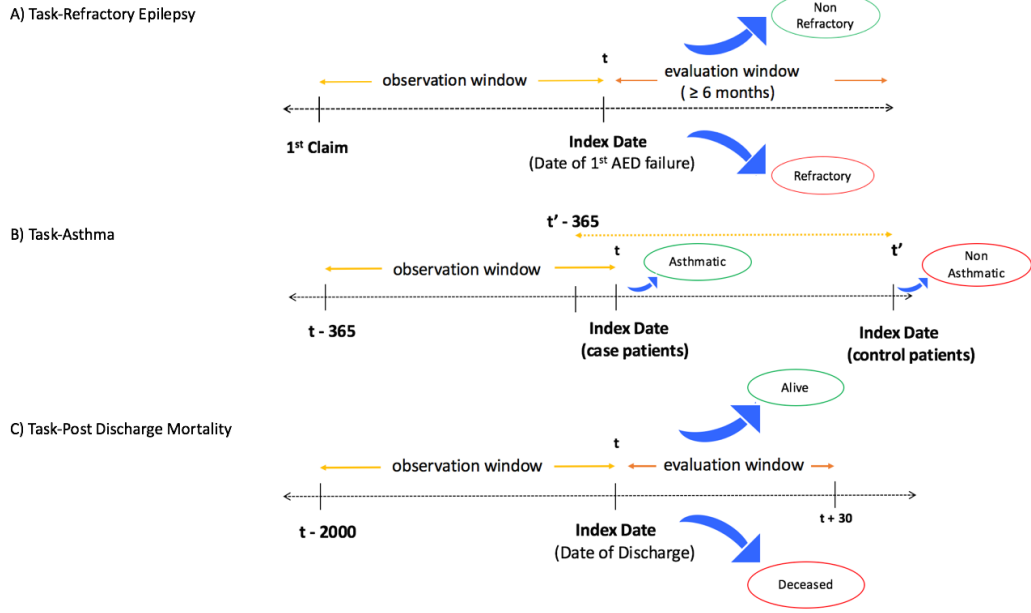 A) Task-Refractory Epilepsy
Non
Refractory
t
observation window
evaluation window
( ≥ 6 months)
1st Claim
Index Date
(Date of 1st AED failure)
Refractory
B) Task-Asthma
t’ - 365
t
t’
observation window
Asthmatic
Non
Asthmatic
t - 365
Index Date
(case patients)
Index Date
(control patients)
Alive
C) Task-Post Discharge Mortality
t
observation window
evaluation window
t - 2000
Index Date
(Date of Discharge)
t + 30
Deceased